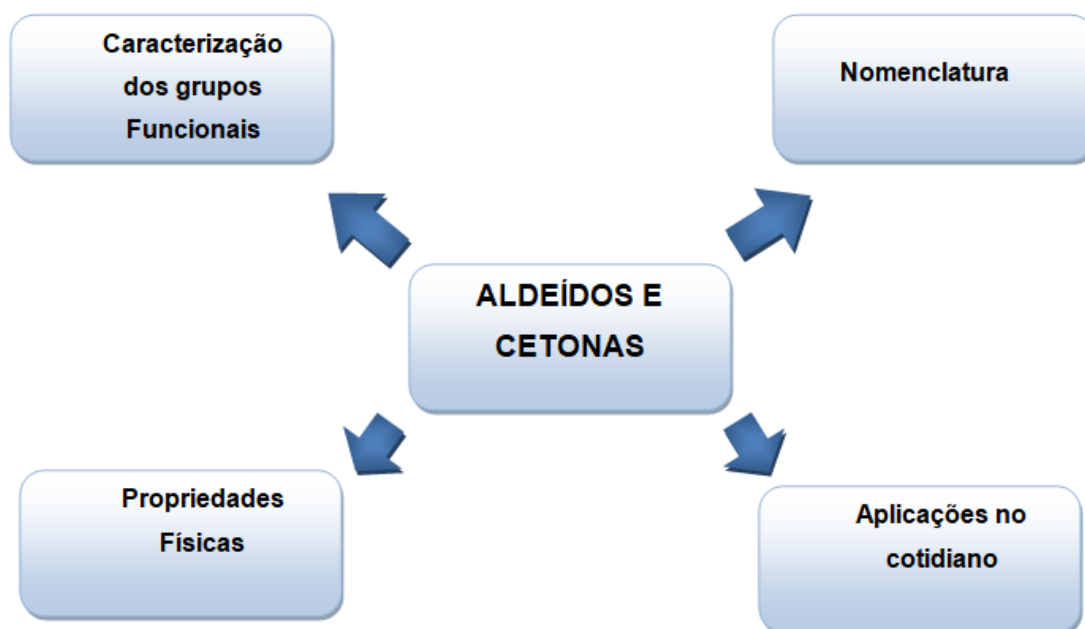 Caracterização
dos grupos
Funcionais
Nomenclatura
ALDEÍDOS E
CETONAS
Propriedades
Físicas
Aplicações no
cotidiano